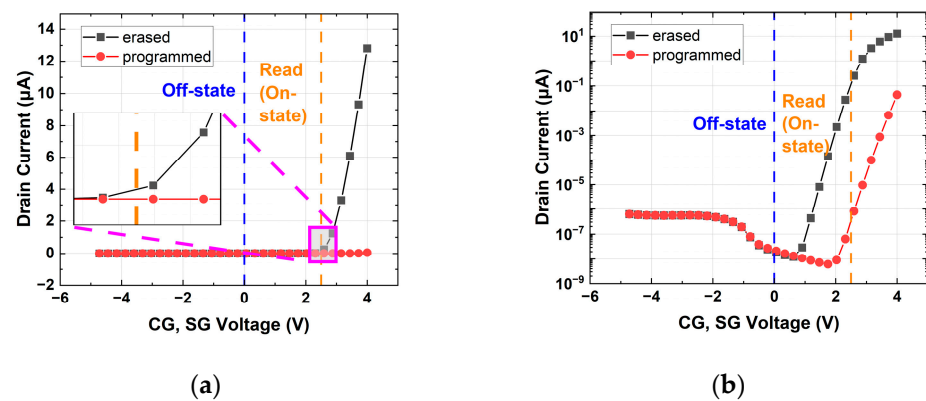 14
12
10
8
6
4
2
0
−2
Drain Current (μA)
erased
programmed
Off-state
Read
(On-
state)
−6 −4 −2 0 2 4 6
CG, SG Voltage (V)
(a)
10¹
10⁻¹
10⁻³
10⁻⁵
10⁻⁷
10⁻⁹
Drain Current (μA)
erased
programmed
Off-state
Read
(On-
state)
−6 −4 −2 0 2 4 6
CG, SG Voltage (V)
(b)